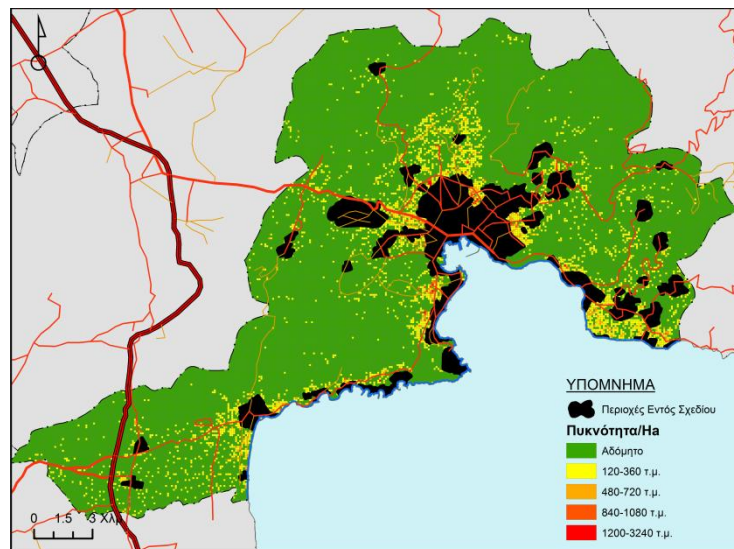 ΥΠΟΜΝΗΜΑ
Περιοχές Εντός Σχεδίου
Πυκνότητα/Ha
Αδόμητο
120-360 τ.μ.
480-720 τ.μ.
840-1080 τ.μ.
1200-3240 τ.μ.
0 1.5 3 Χλμ